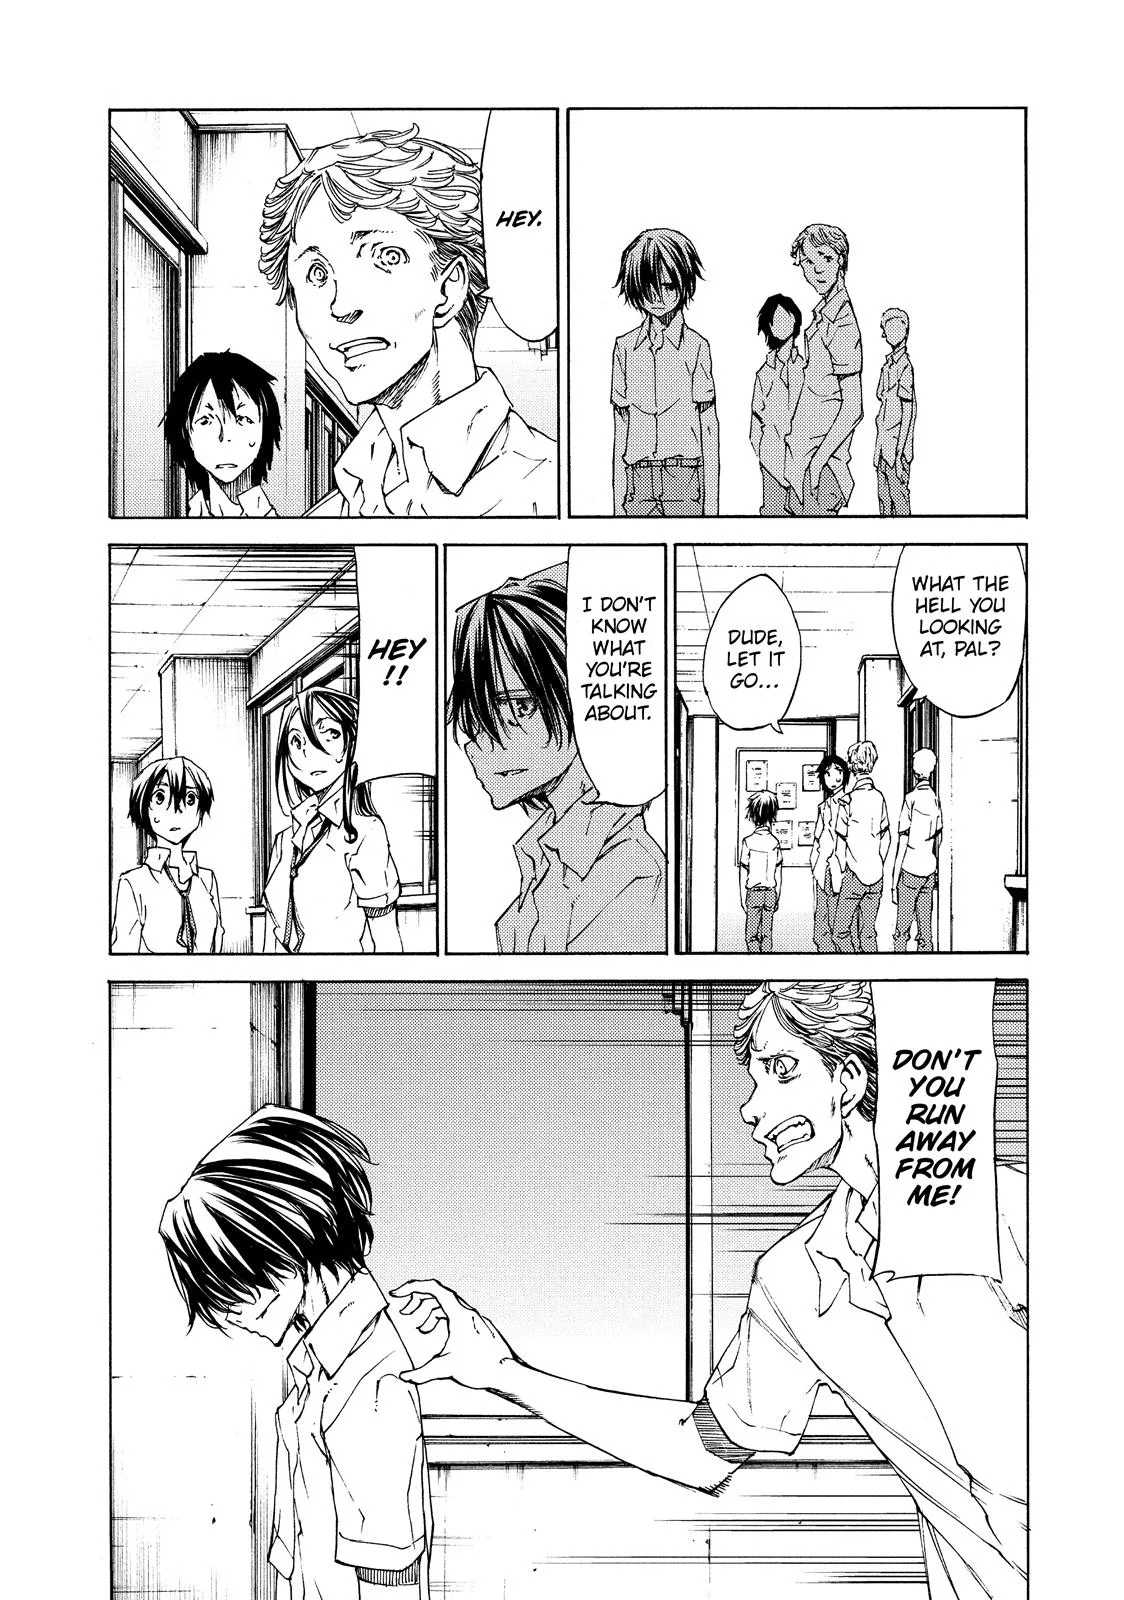 HEY.
WHAT THE
HELL YOU
LOOKING
AT, PAL?
DUDE,
LET IT
GO...
I DON'T
KNOW
WHAT
YOU'RE
TALKING
ABOUT.
HEY
!!
DON'T
YOU
RUN
AWAY
FROM
ME!